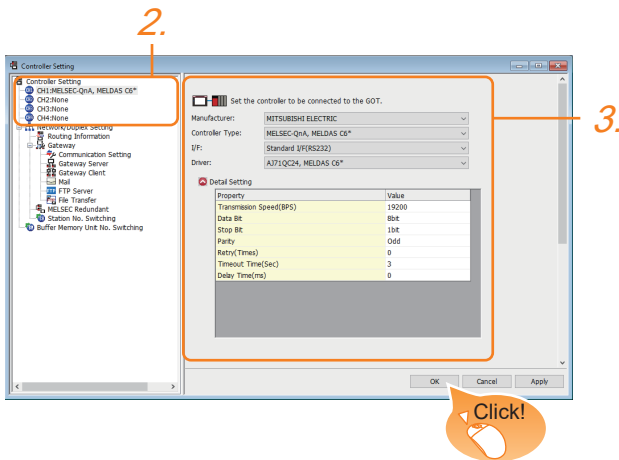 2.
Controller Setting
Controller Setting
CH1:MELSEC-QnA, MELDAS C6*
CH2:None
CH3:None
CH4:None
Network/Duplex Setting
Routing Information
Gateway
Communication Setting
Gateway Server
Gateway Client
Mail
FTP Server
File Transfer
MELSEC Redundant
Station No. Switching
Buffer Memory Unit No. Switching
Set the controller to be connected to the GOT.
Manufacturer: MITSUBISHI ELECTRIC
Controller Type: MELSEC-QnA, MELDAS C6*
I/F: Standard I/F(RS232)
Driver: AJ71QC24, MELDAS C6*
Detail Setting
Property Value
Transmission Speed(BPS) 19200
Data Bit 8bit
Stop Bit 1bit
Parity Odd
Retry(Times) 0
Timeout Time(Sec) 3
Delay Time(ms) 0
3.
OK Cancel Apply
Click!